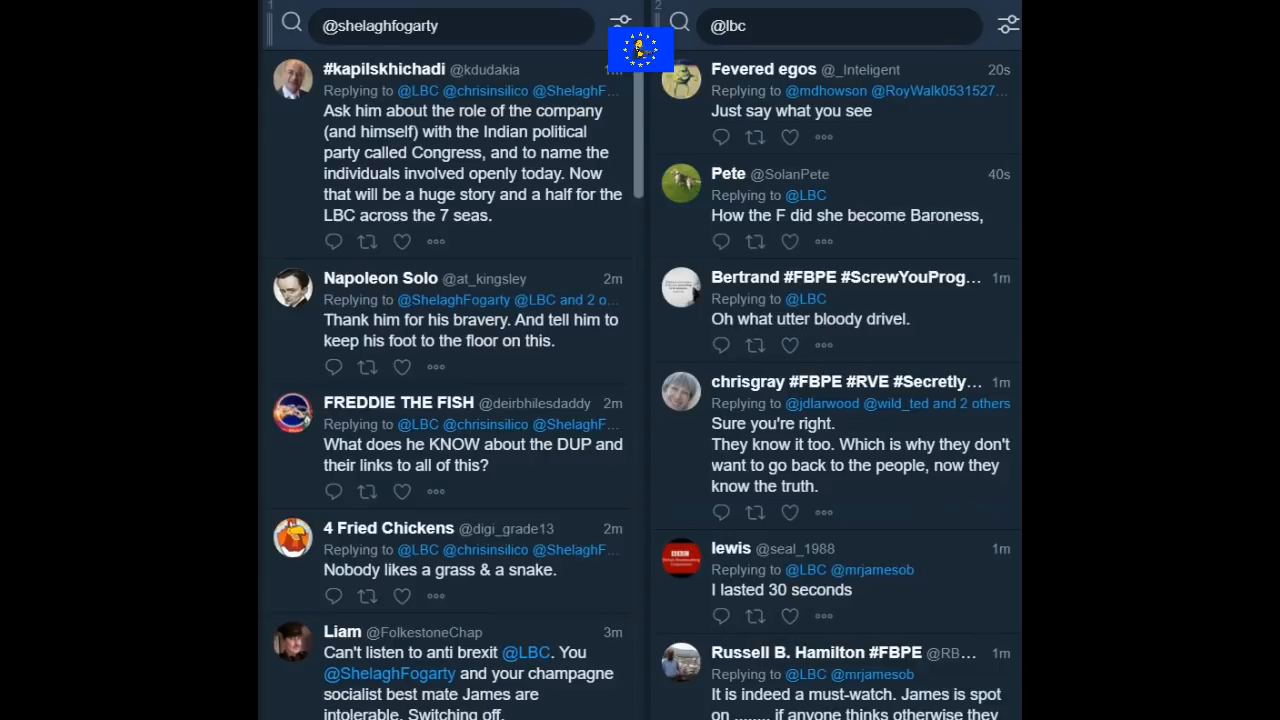 1
@shelaghfogarty
#kapilskhichadi @kdudakia
Replying to @LBC @chrisinsilico @ShelaghF...
Ask him about the role of the company
(and himself) with the Indian political
party called Congress, and to name the
individuals involved openly today. Now
that will be a huge story and a half for the
LBC across the 7 seas.
Napoleon Solo @at_kingsley 2m
Replying to @ShelaghFogarty @LBC and 2 o...
Thank him for his bravery. And tell him to
keep his foot to the floor on this.
FREDDIE THE FISH @deirbhilesdaddy 2m
Replying to @LBC @chrisinsilico @ShelaghF...
What does he KNOW about the DUP and
their links to all of this?
4 Fried Chickens @digi_grade13 2m
Replying to @LBC @chrisinsilico @ShelaghF...
Nobody likes a grass & a snake.
Liam @FolkestoneChap 3m
Can't listen to anti brexit @LBC. You
@ShelaghFogarty and your champagne
socialist best mate James are
intolerable. Switching off.
2
@lbc
Fevered egos @_Inteligent 20s
Replying to @mdhowson @RoyWalk0531527...
Just say what you see
Pete @SolanPete 40s
Replying to @LBC
How the F did she become Baroness,
Bertrand #FBPE #ScrewYouProg... 1m
Replying to @LBC
Oh what utter bloody drivel.
chrisgray #FBPE #RVE #Secretly... 1m
Replying to @jdlarwood @wild_ted and 2 others
Sure you're right.
They know it too. Which is why they don't
want to go back to the people, now they
know the truth.
lewis @seal_1988 1m
Replying to @LBC @mrjamesob
I lasted 30 seconds
Russell B. Hamilton #FBPE @RB... 1m
Replying to @LBC @mrjamesob
It is indeed a must-watch. James is spot
on ........ if anyone thinks otherwise they